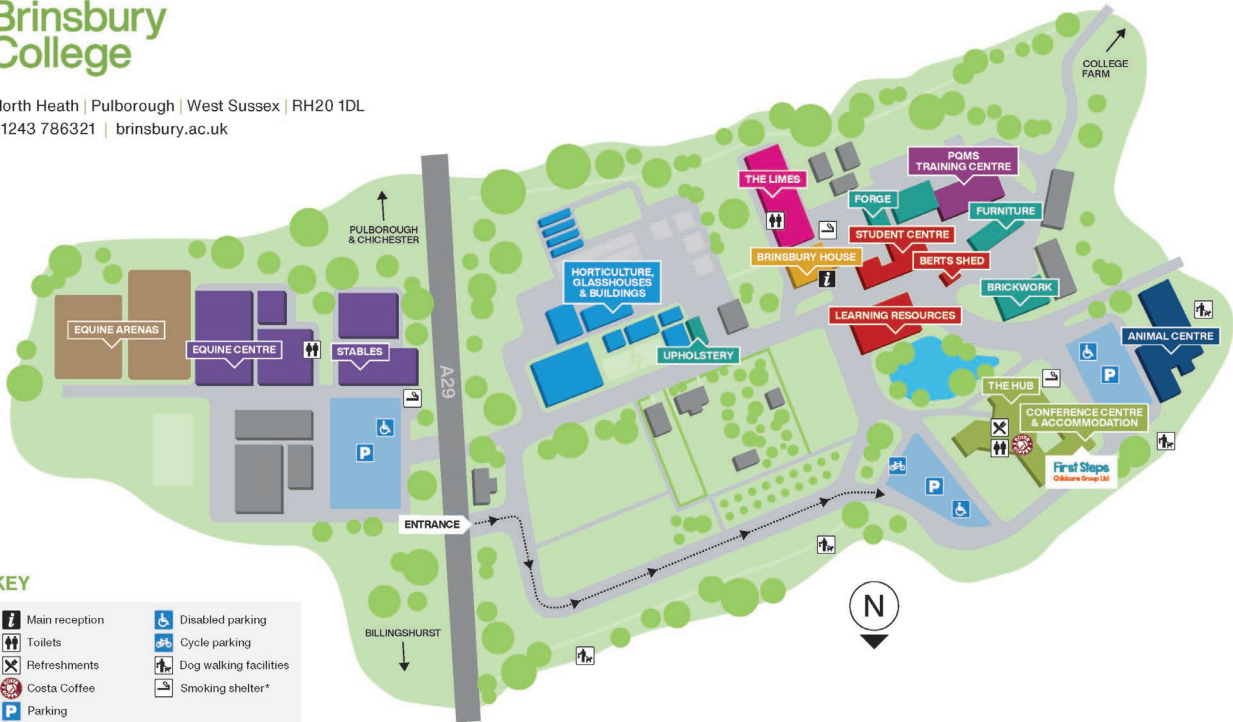 Brinsbury
College
North Heath | Pulborough | West Sussex | RH20 1DL
1243 786321 | brinsbury.ac.uk
COLLEGE
FARM
PULBOROUGH
& CHICHESTER
A29
THE LIMES
PQMS
TRAINING CENTRE
FORGE
FURNITURE
STUDENT CENTRE
BRINSBURY HOUSE
BERTS SHED
BRICKWORK
LEARNING RESOURCES
HORTICULTURE,
GLASSHOUSES
& BUILDINGS
UPHOLSTERY
EQUINE ARENAS
EQUINE CENTRE
STABLES
ANIMAL CENTRE
THE HUB
CONFERENCE CENTRE
& ACCOMMODATION
First Steps
Childcare Group Ltd
P
P
P
ENTRANCE
BILLINGSHURST
N
KEY
i Main reception
Toilets
Refreshments
Costa Coffee
P Parking
Disabled parking
Cycle parking
Dog walking facilities
Smoking shelter*